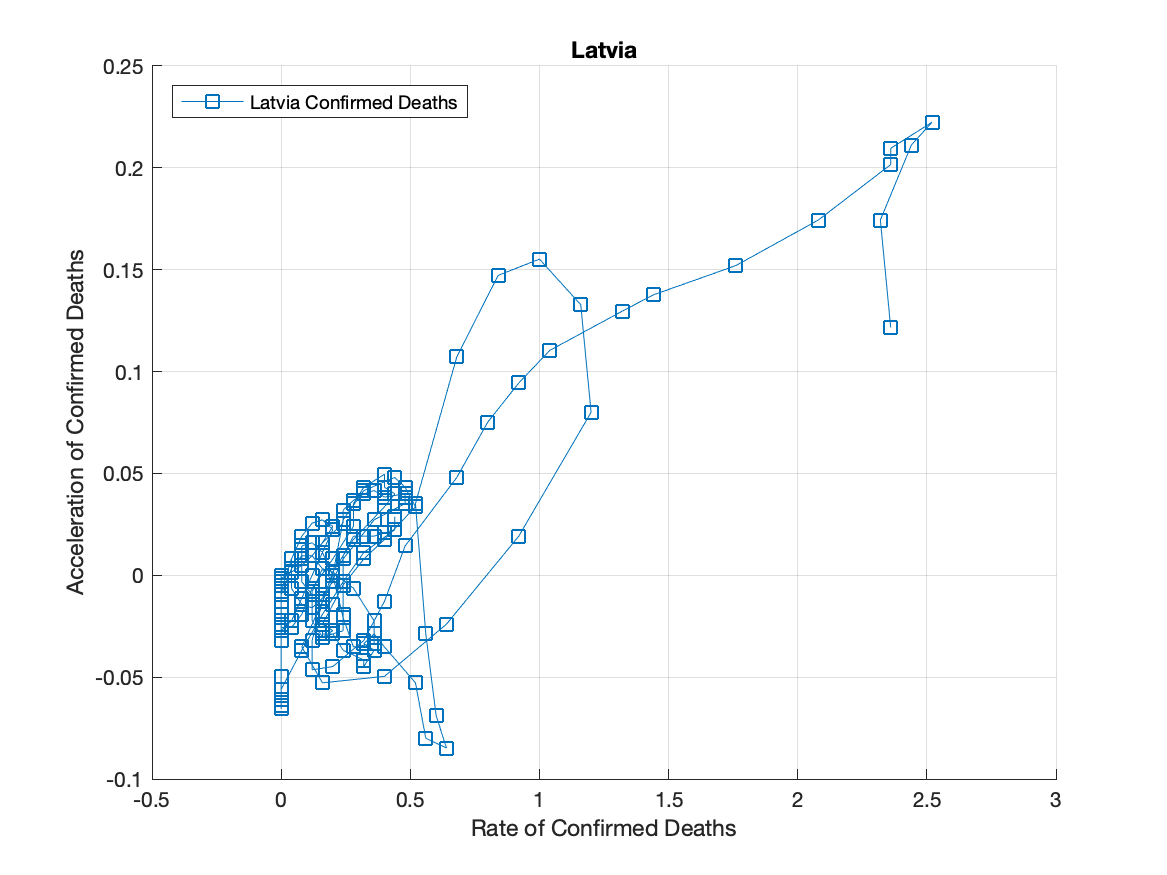 Latvia
Latvia Confirmed Deaths
0.25
0.2
0.15
0.1
0.05
0
-0.05
-0.1
Acceleration of Confirmed Deaths
-0.5 0 0.5 1 1.5 2 2.5 3
Rate of Confirmed Deaths